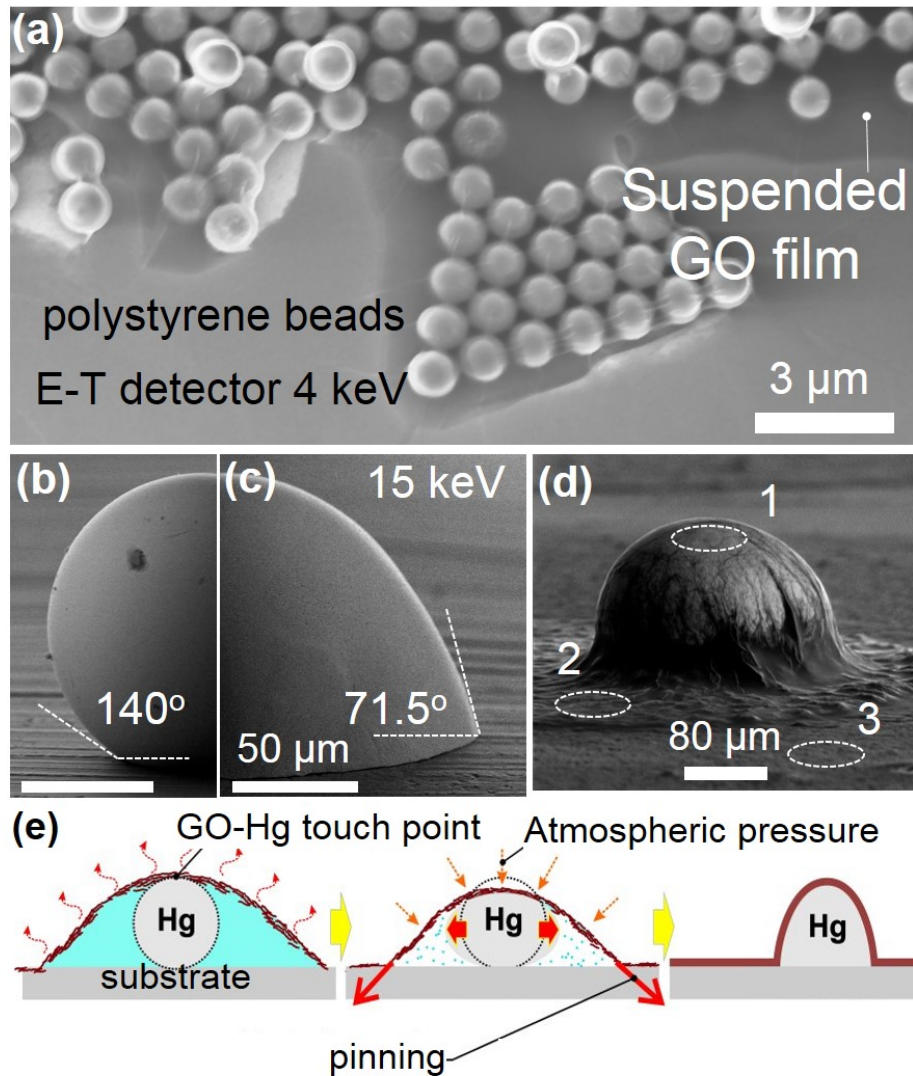 (a)
Suspended
GO film
polystyrene beads
E-T detector 4 keV
3 µm
(b)
(c)
15 keV
(d)
1
140°
71.5°
50 µm
2
3
80 µm
(e)
GO-Hg touch point
Atmospheric pressure
Hg
Hg
Hg
substrate
pinning